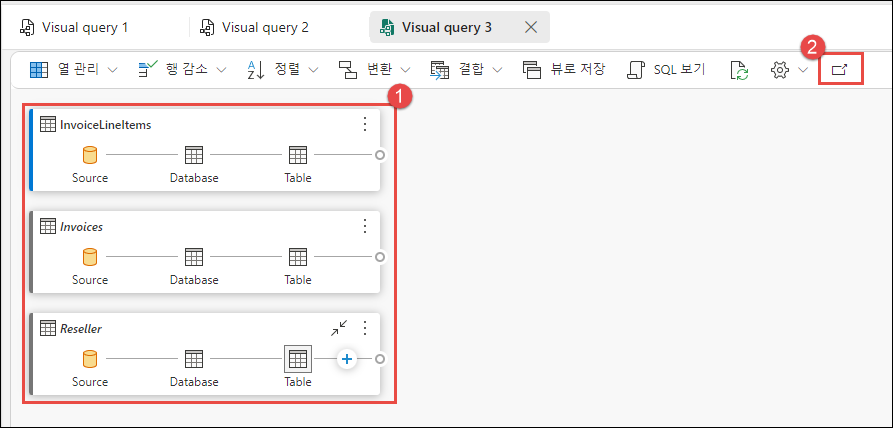 Visual query 1 Visual query 2 Visual query 3
2
열 관리 행 감소 정렬 변환 결합 뷰로 저장 SQL 보기
1
InvoiceLineItems
Source Database Table
Invoices
Source Database Table
Reseller
Source Database Table